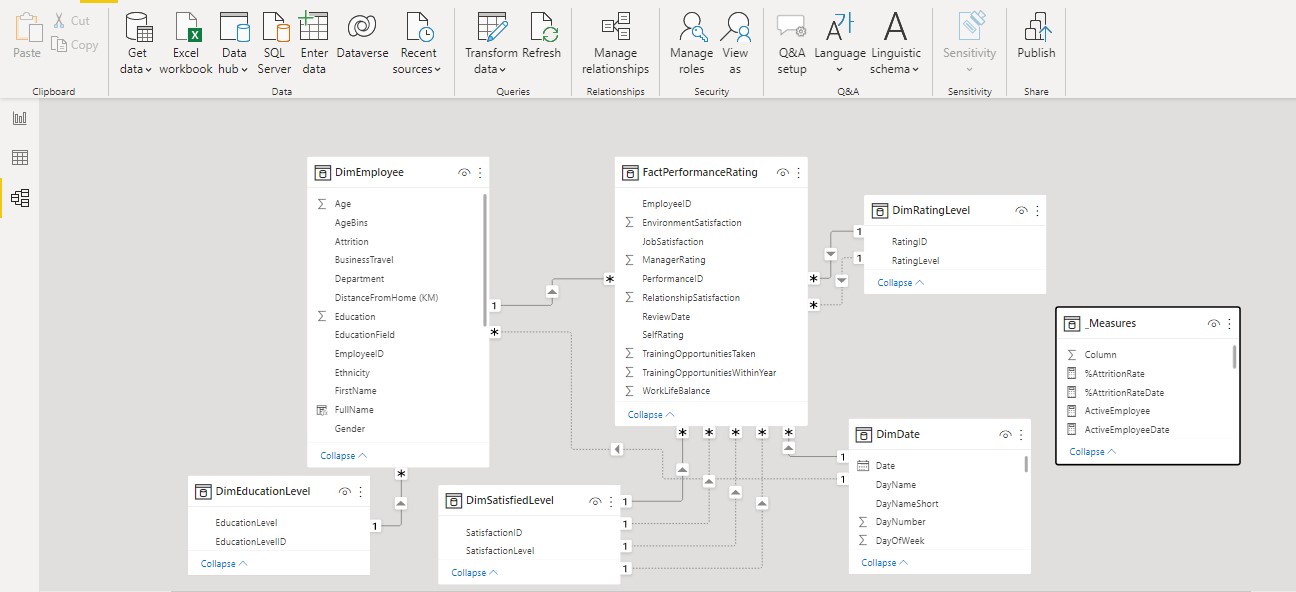 Paste
Cut
Copy
Clipboard
Get data
Excel workbook
Data hub
SQL Server
Enter data
Dataverse
Recent sources
Data
Transform data
Refresh
Queries
Manage relationships
Relationships
Manage roles
View as
Security
Q&A setup
Language
Linguistic schema
Q&A
Sensitivity
Sensitivity
Publish
Share
DimEmployee
Age
AgeBins
Attrition
BusinessTravel
Department
DistanceFromHome (KM)
Education
EducationField
EmployeeID
Ethnicity
FirstName
FullName
Gender
Collapse
1
*
*
FactPerformanceRating
EmployeeID
EnvironmentSatisfaction
JobSatisfaction
ManagerRating
PerformanceID
RelationshipSatisfaction
ReviewDate
SelfRating
TrainingOpportunitiesTaken
TrainingOpportunitiesWithinYear
WorkLifeBalance
Collapse
*
*
*
* * * * *
DimRatingLevel
RatingID
RatingLevel
Collapse
1
1
_Measures
Column
%AttritionRate
%AttritionRateDate
ActiveEmployee
ActiveEmployeeDate
Collapse
DimDate
Date
DayName
DayNameShort
DayNumber
DayOfWeek
Collapse
1
1
DimEducationLevel
EducationLevel
EducationLevelID
Collapse
1
DimSatisfiedLevel
SatisfactionID
SatisfactionLevel
Collapse
1
1
1
1